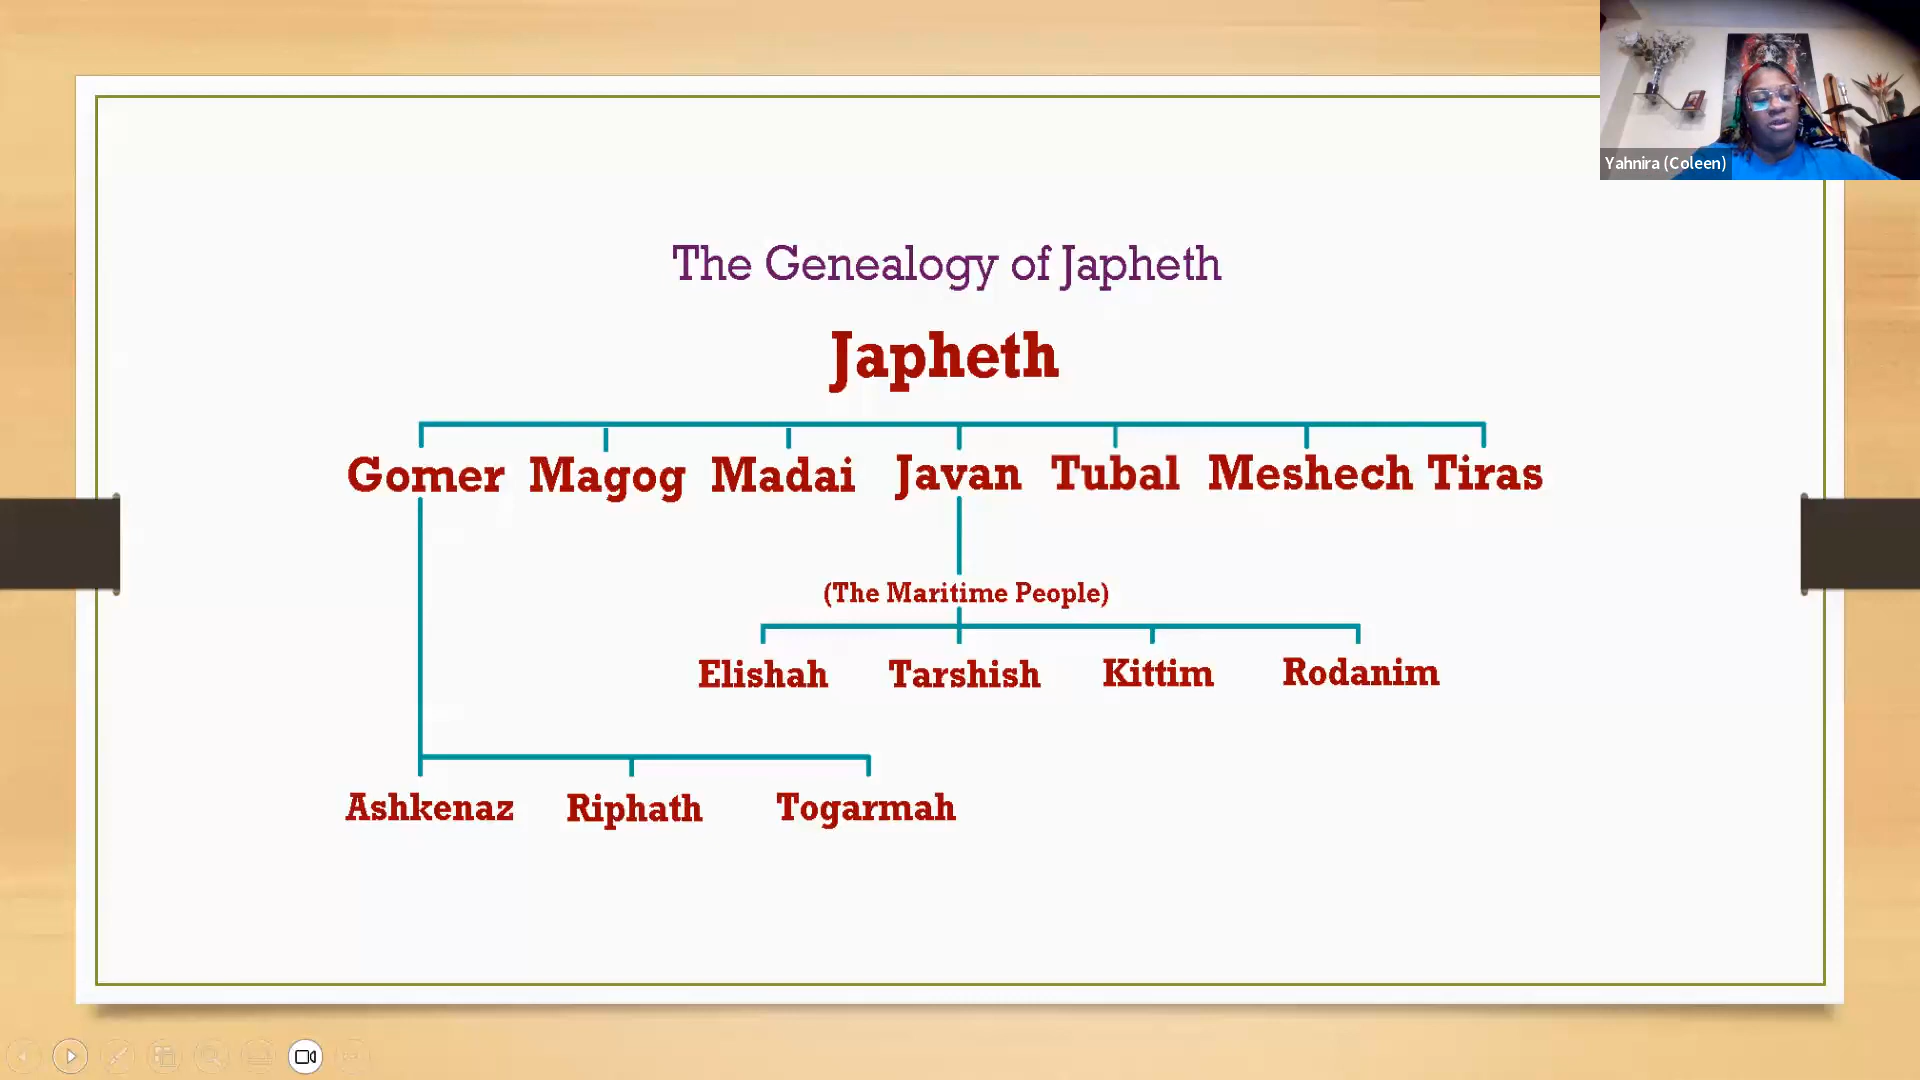 Yahnira (Coleen)
The Genealogy of Japheth
Japheth
Gomer Magog Madai Javan Tubal Meshech Tiras
(The Maritime People)
Elishah Tarshish Kittim Rodanim
Ashkenaz Riphath Togarmah